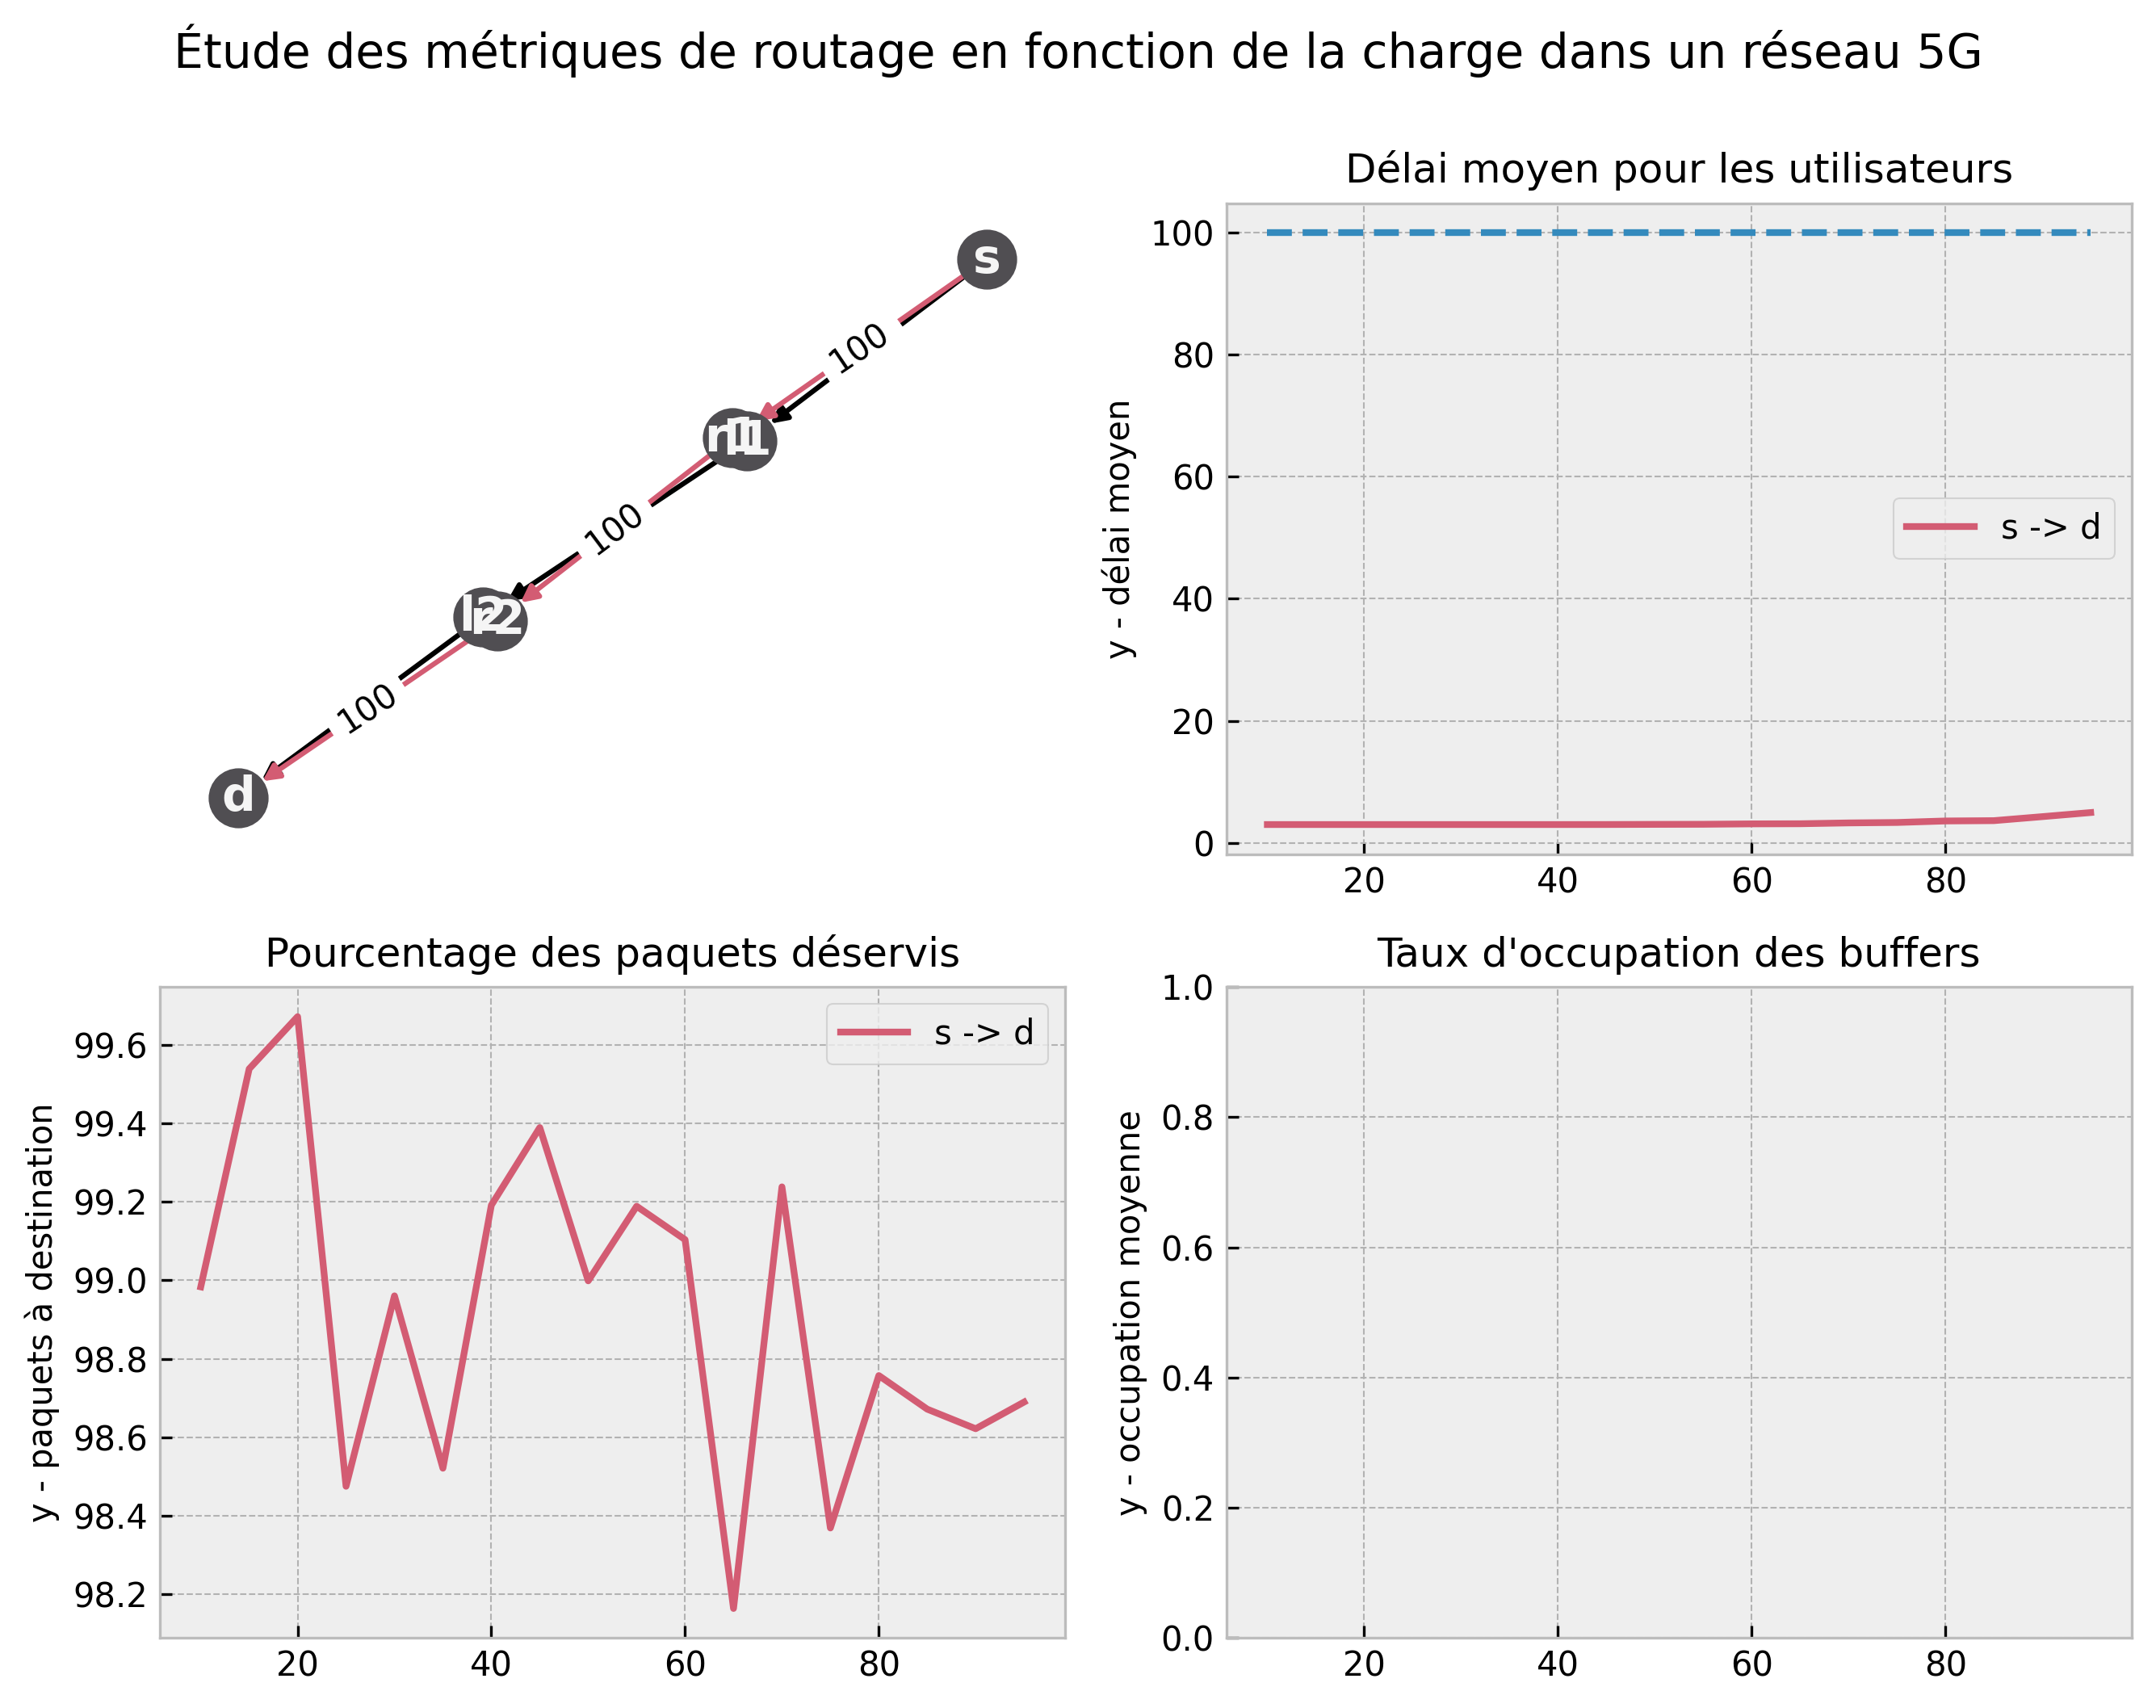 Étude des métriques de routage en fonction de la charge dans un réseau 5G
s
100
100
100
d
Délai moyen pour les utilisateurs
y - délai moyen
100
80
60
40
20
0
s -> d
20 40 60 80
Pourcentage des paquets déservis
y - paquets à destination
99.6
99.4
99.2
99.0
98.8
98.6
98.4
98.2
s -> d
20 40 60 80
Taux d'occupation des buffers
y - occupation moyenne
1.0
0.8
0.6
0.4
0.2
0.0
20 40 60 80